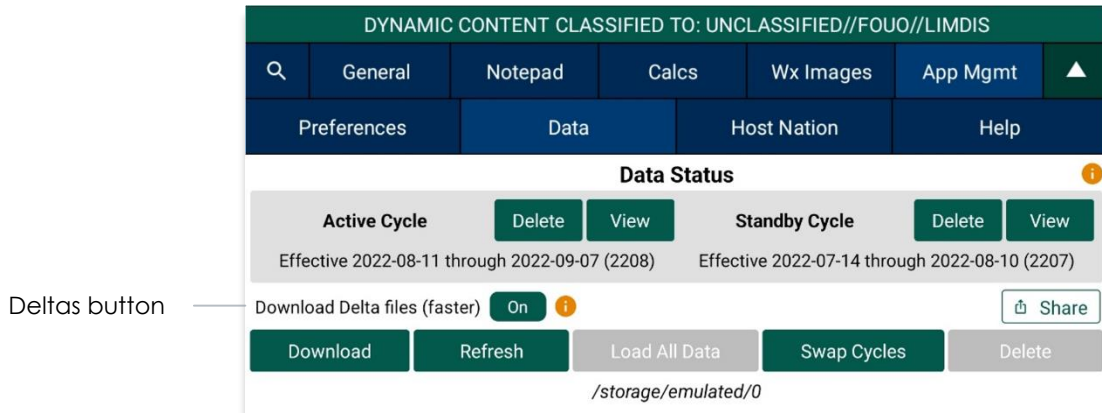 DYNAMIC CONTENT CLASSIFIED TO: UNCLASSIFIED//FOUO//LIMDIS
General Notepad Calcs Wx Images App Mgmt
Preferences Data Host Nation Help
Data Status
Active Cycle Delete View Standby Cycle Delete View
Effective 2022-08-11 through 2022-09-07 (2208) Effective 2022-07-14 through 2022-08-10 (2207)
Deltas button Download Delta files (faster) On Share
Download Refresh Load All Data Swap Cycles Delete
/storage/emulated/0